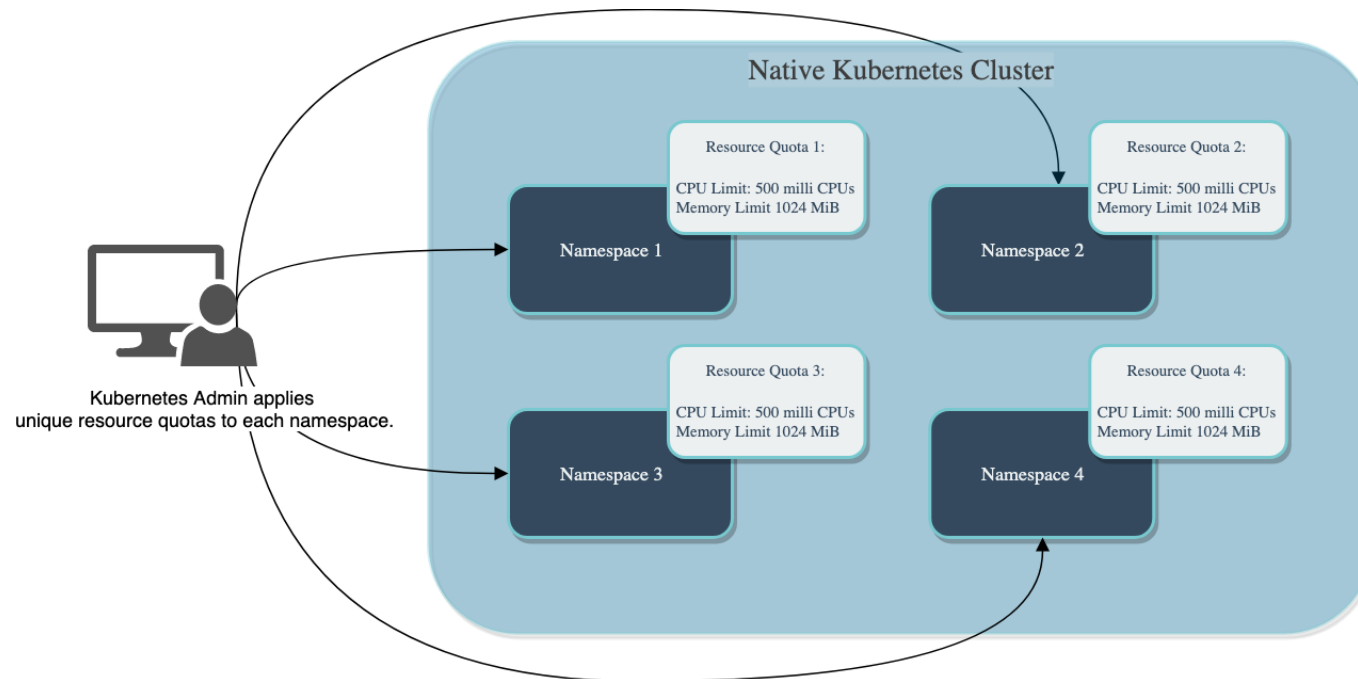 Native Kubernetes Cluster
Resource Quota 1:
CPU Limit: 500 milli CPUs
Memory Limit 1024 MiB
Namespace 1
Resource Quota 2:
CPU Limit: 500 milli CPUs
Memory Limit 1024 MiB
Namespace 2
Kubernetes Admin applies
unique resource quotas to each namespace.
Resource Quota 3:
CPU Limit: 500 milli CPUs
Memory Limit 1024 MiB
Namespace 3
Resource Quota 4:
CPU Limit: 500 milli CPUs
Memory Limit 1024 MiB
Namespace 4